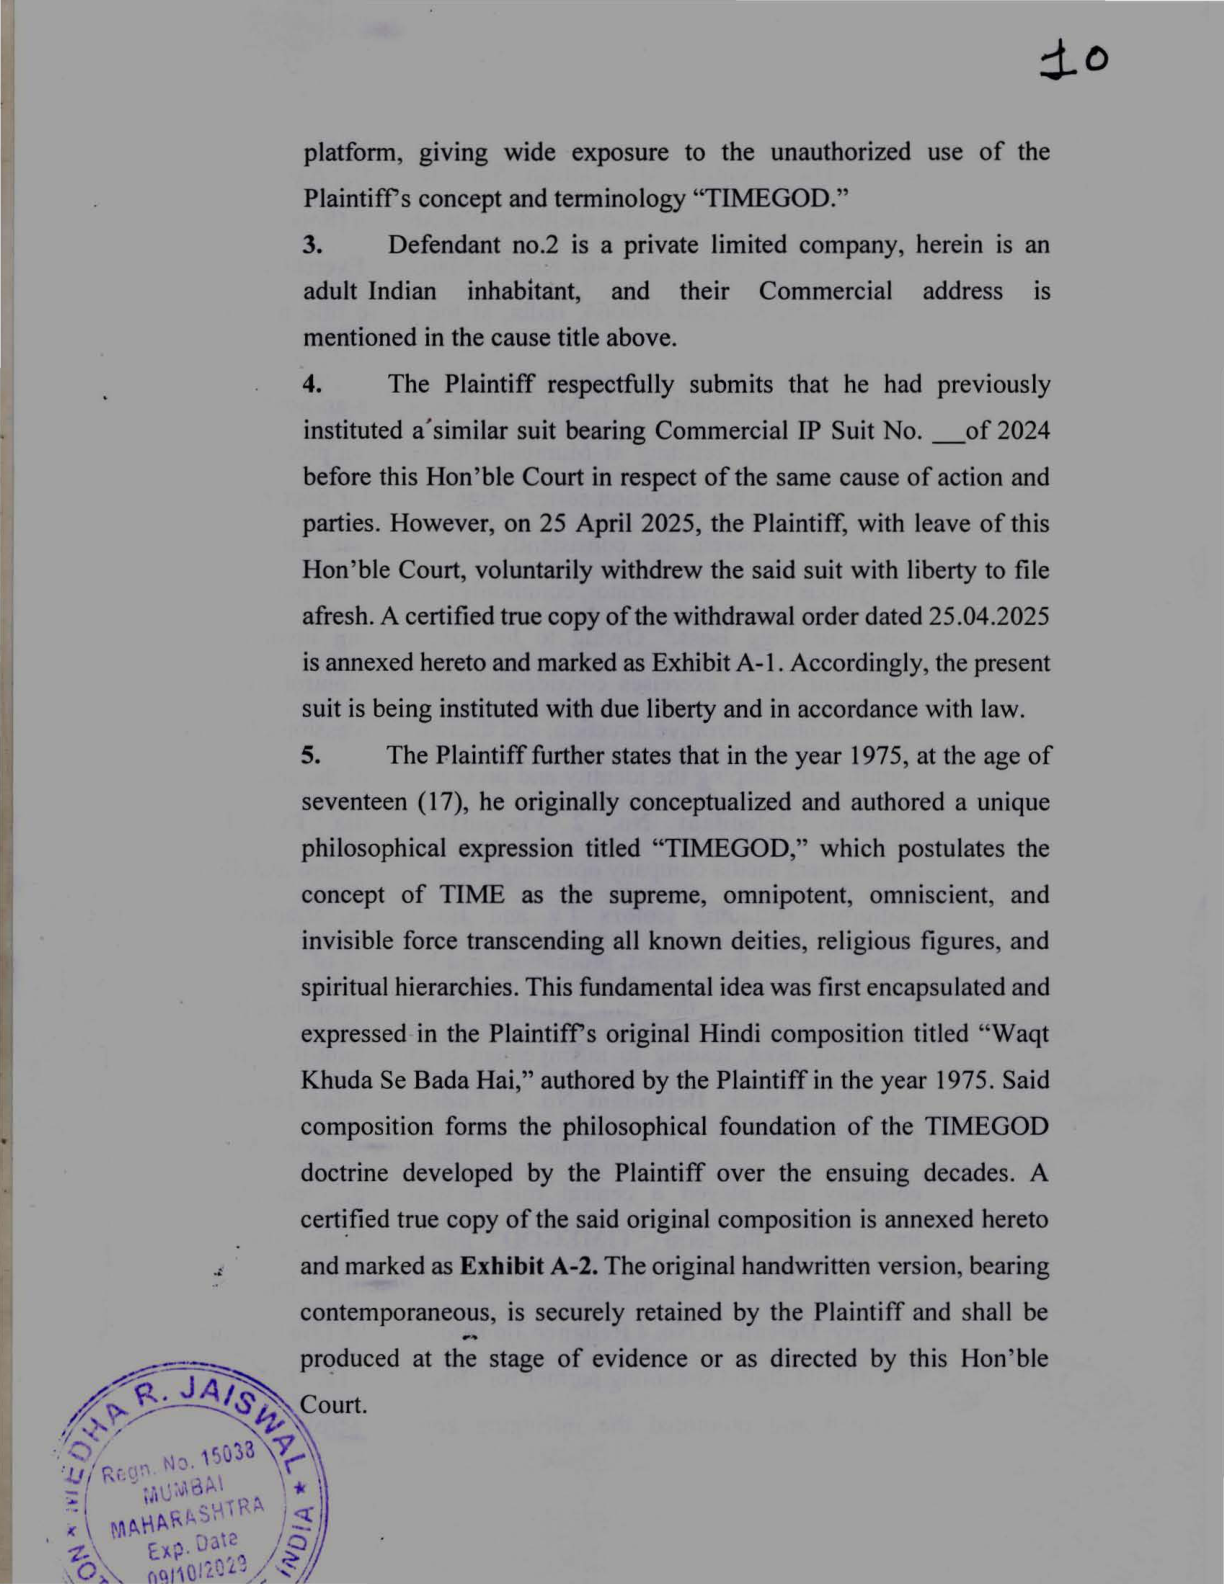 10
platform, giving wide exposure to the unauthorized use of the
Plaintiff's concept and terminology “TIMEGOD.”
3. Defendant no.2 is a private limited company, herein is an
adult Indian inhabitant, and their Commercial address is
mentioned in the cause title above.
4. The Plaintiff respectfully submits that he had previously
instituted a similar suit bearing Commercial IP Suit No. __of 2024
before this Hon’ble Court in respect of the same cause of action and
parties. However, on 25 April 2025, the Plaintiff, with leave of this
Hon’ble Court, voluntarily withdrew the said suit with liberty to file
afresh. A certified true copy of the withdrawal order dated 25.04.2025
is annexed hereto and marked as Exhibit A-1. Accordingly, the present
suit is being instituted with due liberty and in accordance with law.
5. The Plaintiff further states that in the year 1975, at the age of
seventeen (17), he originally conceptualized and authored a unique
philosophical expression titled “TIMEGOD,” which postulates the
concept of TIME as the supreme, omnipotent, omniscient, and
invisible force transcending all known deities, religious figures, and
spiritual hierarchies. This fundamental idea was first encapsulated and
expressed in the Plaintiff's original Hindi composition titled “Waqt
Khuda Se Bada Hai,” authored by the Plaintiff in the year 1975. Said
composition forms the philosophical foundation of the TIMEGOD
doctrine developed by the Plaintiff over the ensuing decades. A
certified true copy of the said original composition is annexed hereto
and marked as Exhibit A-2. The original handwritten version, bearing
contemporaneous, is securely retained by the Plaintiff and shall be
produced at the stage of evidence or as directed by this Hon’ble
Court.
MEDHA R. JAISWAL
Regn. No. 15038
MUMBAI
MAHARASHTRA
Exp. Date
09/10/2029
INDIA